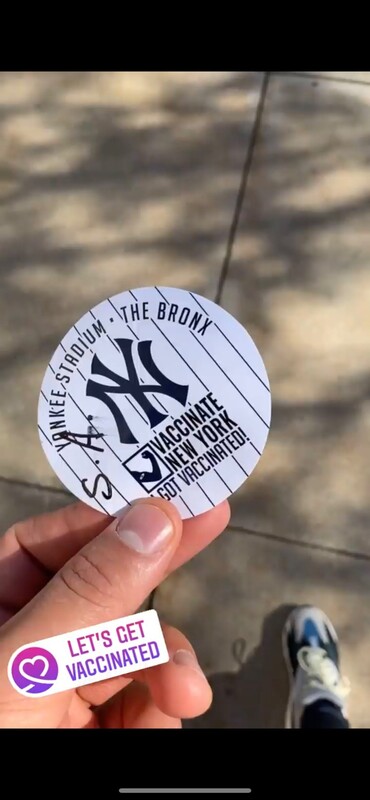 YANKEE STADIUM • THE BRONX
NY
S.A.
VACCINATE
NEW YORK
I GOT VACCINATED!
LET'S GET
VACCINATED